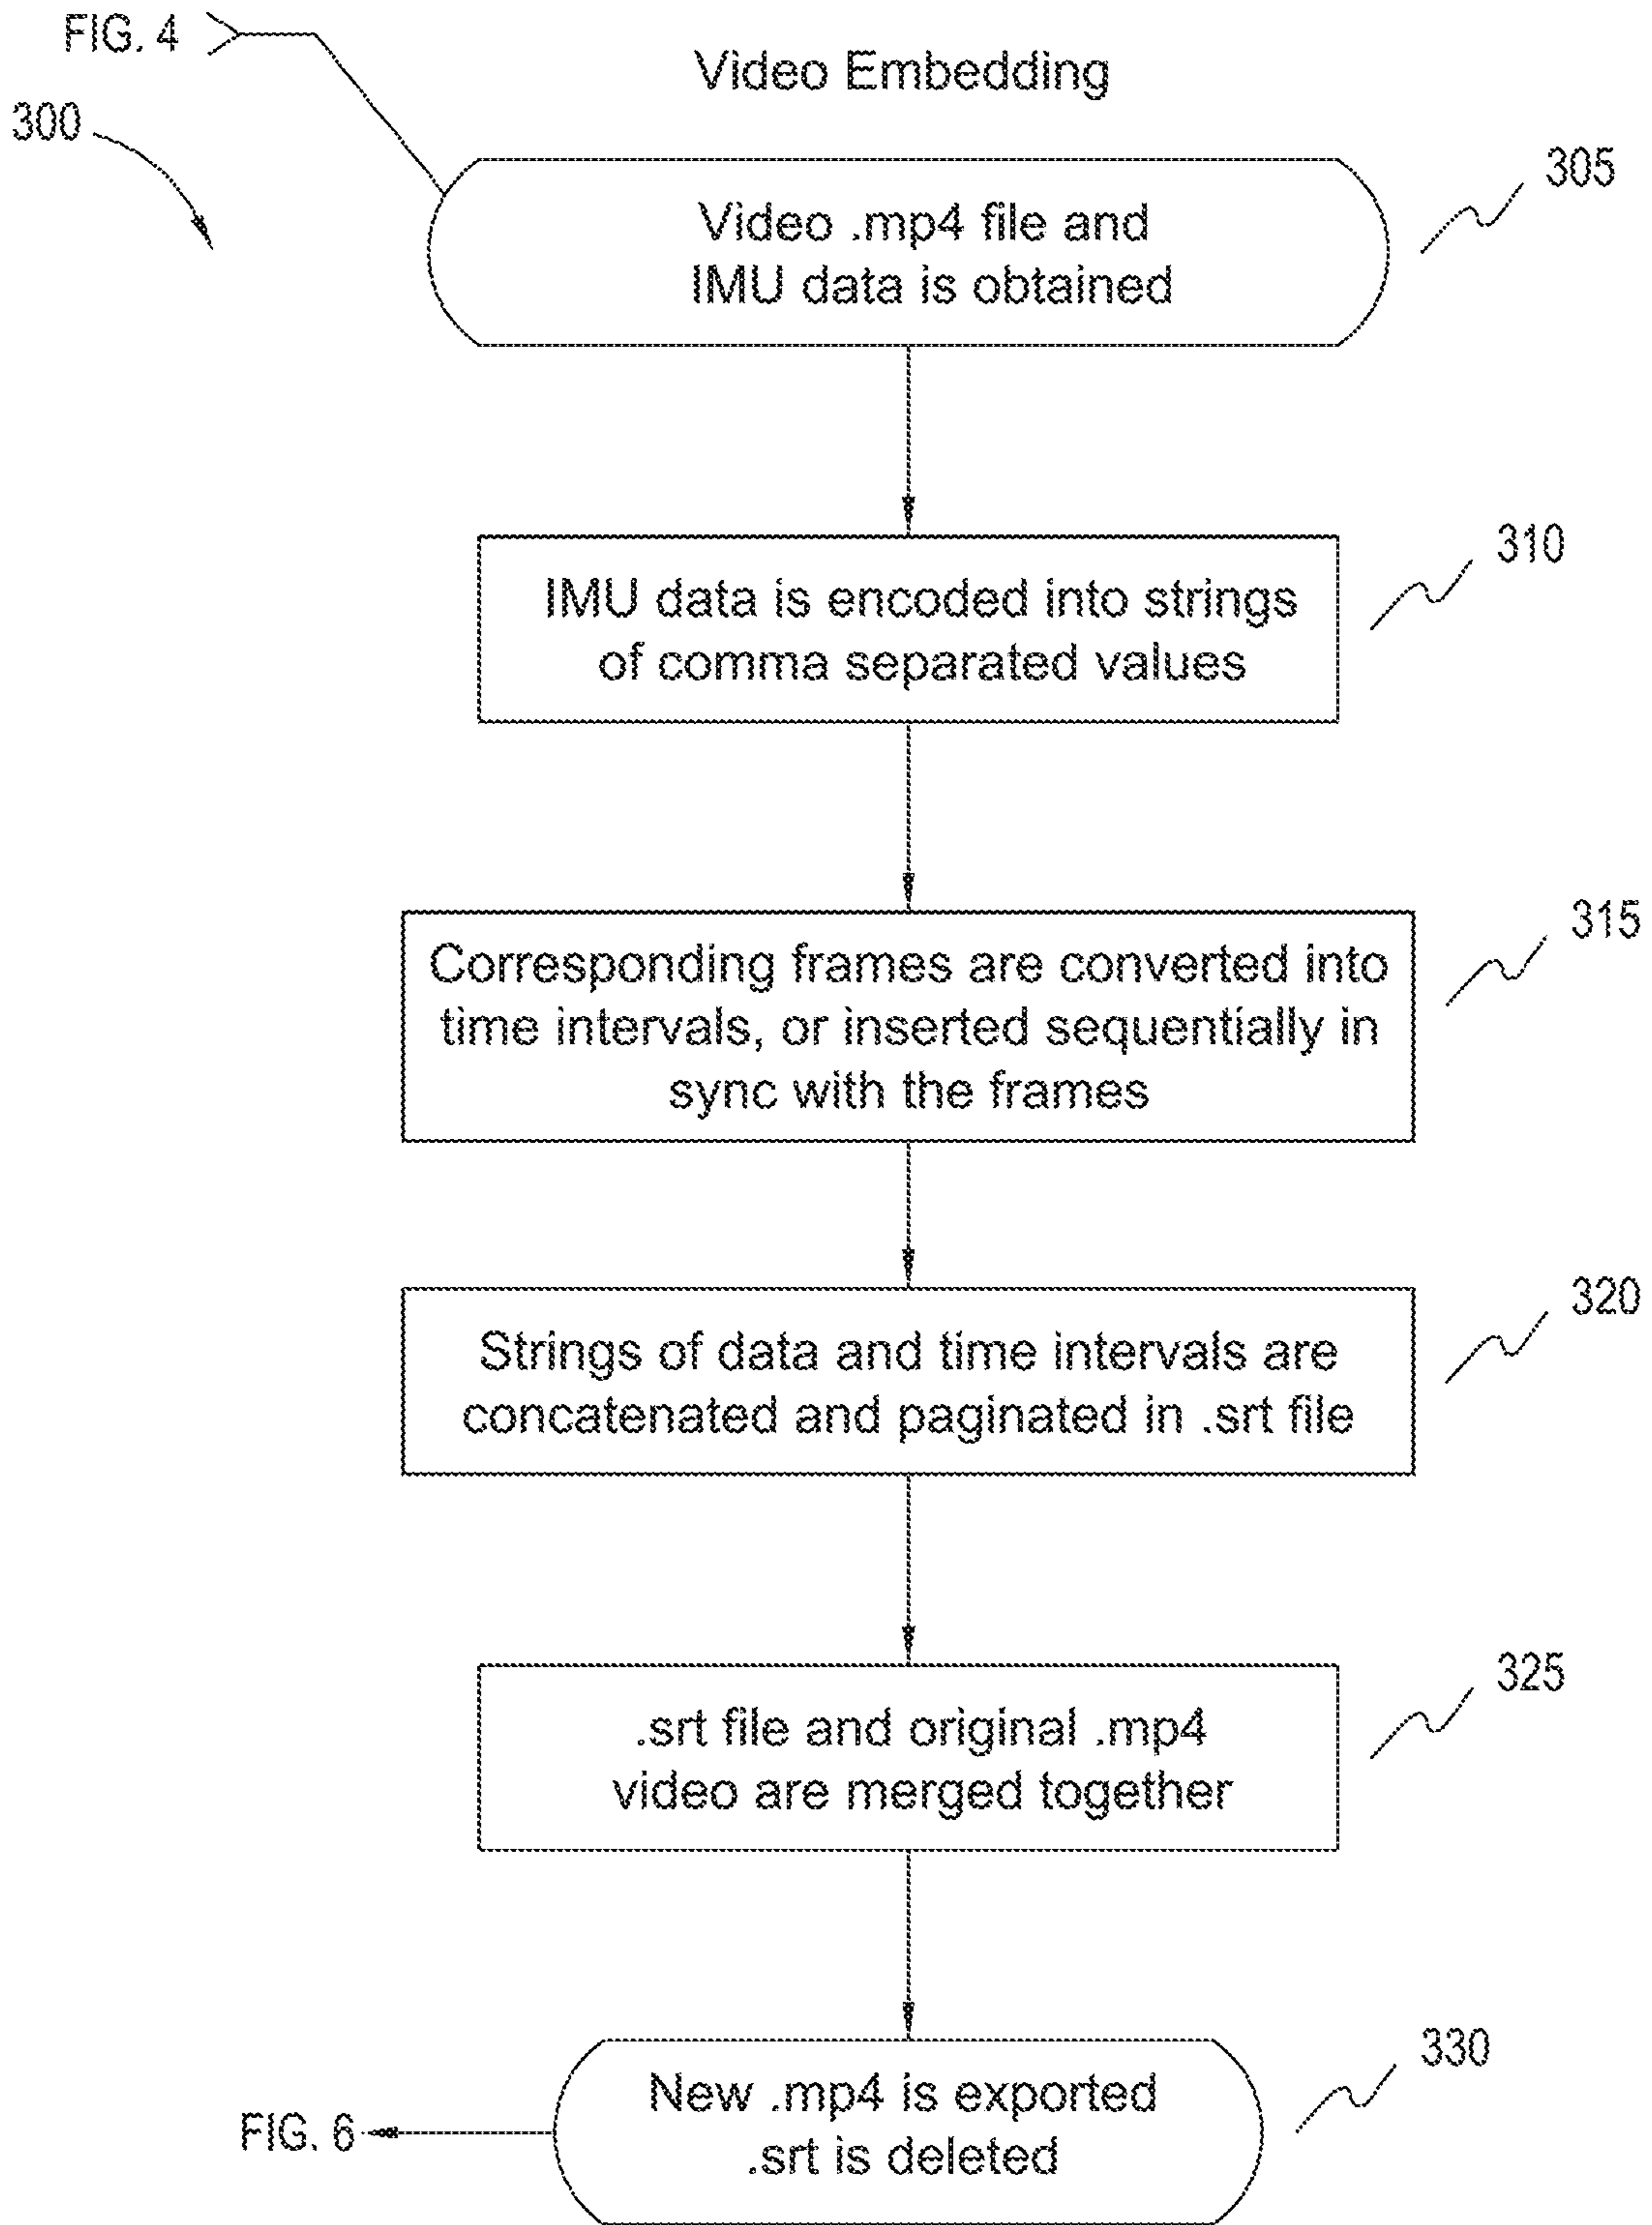 FIG. 4
Video Embedding
300
305
Video .mp4 file and
IMU data is obtained
310
IMU data is encoded into strings
of comma separated values
315
Corresponding frames are converted into
time intervals, or inserted sequentially in
sync with the frames
320
Strings of data and time intervals are
concatenated and paginated in .srt file
325
.srt file and original .mp4
video are merged together
330
New .mp4 is exported
.srt is deleted
FIG. 6